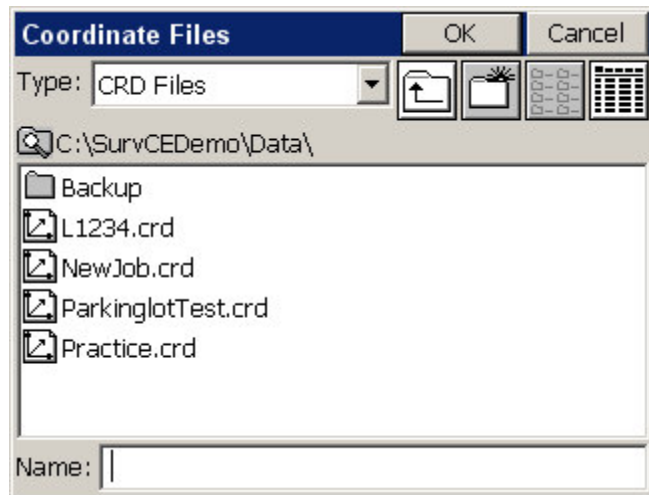 Coordinate Files OK Cancel
Type: CRD Files
C:\SurvCEDemo\Data\
Backup
L1234.crd
NewJob.crd
ParkinglotTest.crd
Practice.crd
Name: